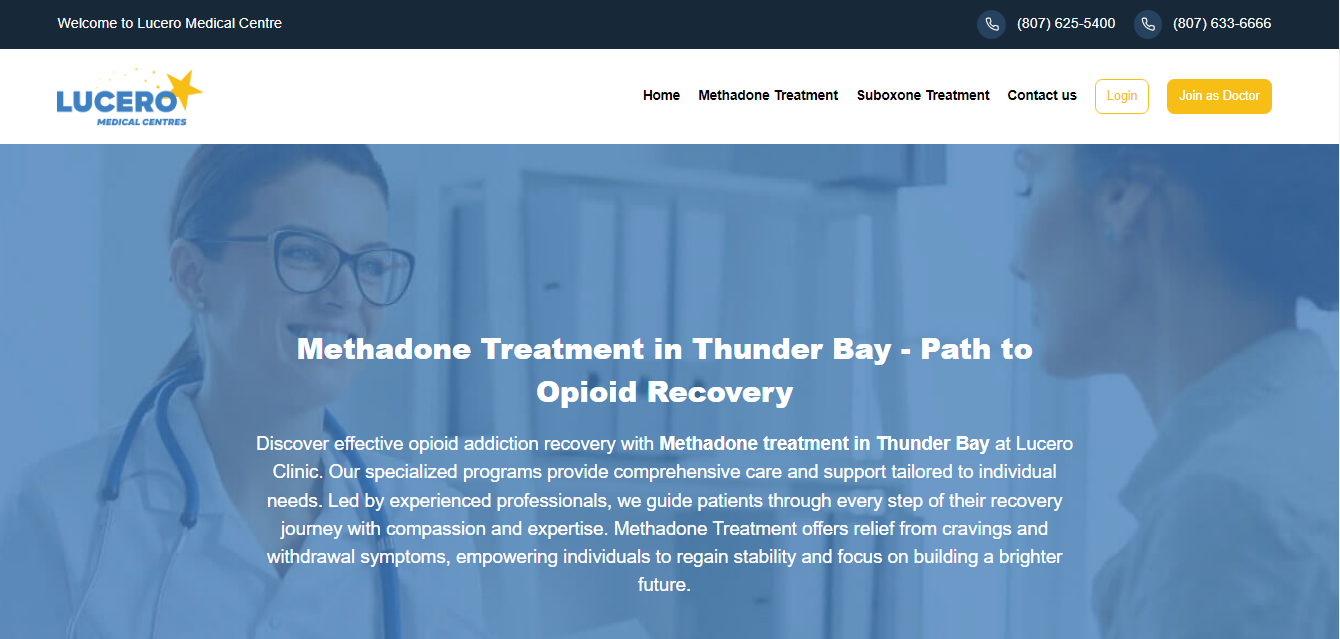 Welcome to Lucero Medical Centre
(807) 625-5400
(807) 633-6666
LUCERO
MEDICAL CENTRES
Home
Methadone Treatment
Suboxone Treatment
Contact us
Login
Join as Doctor
Methadone Treatment in Thunder Bay - Path to
Opioid Recovery
Discover effective opioid addiction recovery with Methadone treatment in Thunder Bay at Lucero
Clinic. Our specialized programs provide comprehensive care and support tailored to individual
needs. Led by experienced professionals, we guide patients through every step of their recovery
journey with compassion and expertise. Methadone Treatment offers relief from cravings and
withdrawal symptoms, empowering individuals to regain stability and focus on building a brighter
future.